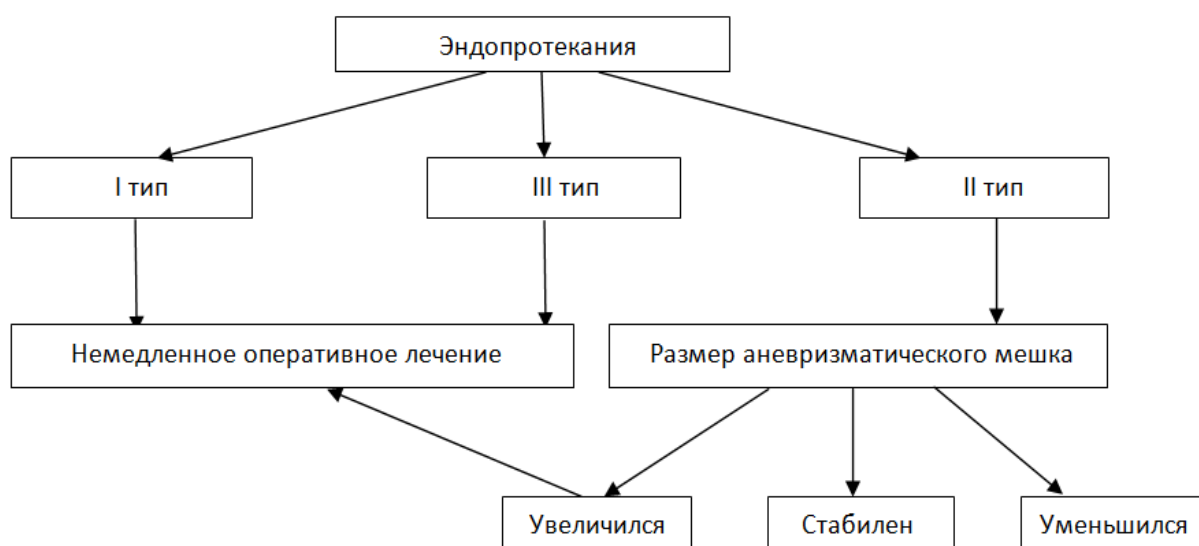 Эндопротекания
I тип
III тип
II тип
Немедленное оперативное лечение
Размер аневризматического мешка
Увеличился
Стабилен
Уменьшился